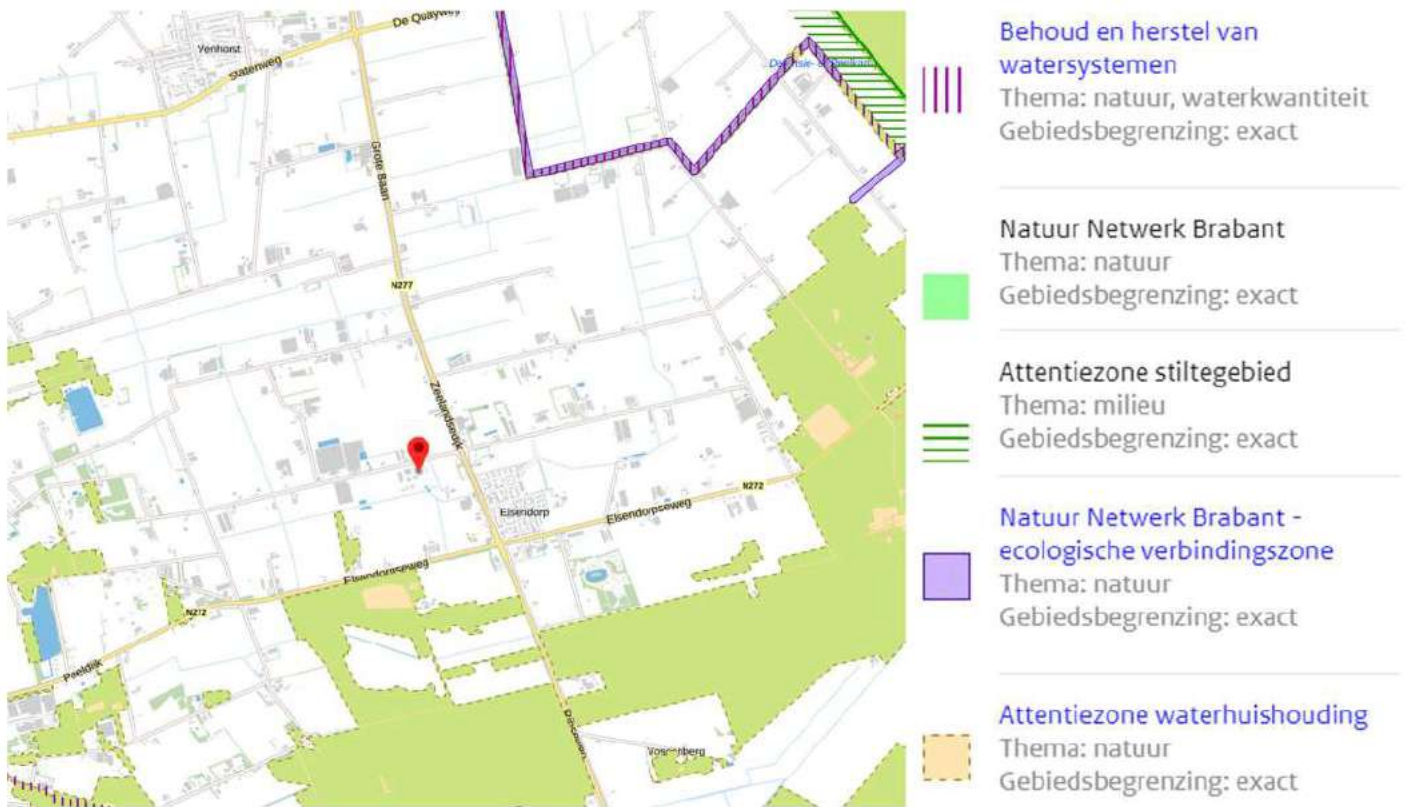 De Quayweg
Venhorst
Statenweg
Grote Baan
N277
Zeelandsedijk
N272
Elsendorp
Elsendorpseweg
Elsendorpseweg
N272
Peeldijk
Vossenberg
Behoud en herstel van
watersystemen
Thema: natuur, waterkwantiteit
Gebiedsbegrenzing: exact
Natuur Netwerk Brabant
Thema: natuur
Gebiedsbegrenzing: exact
Attentiezone stiltegebied
Thema: milieu
Gebiedsbegrenzing: exact
Natuur Netwerk Brabant -
ecologische verbindingszone
Thema: natuur
Gebiedsbegrenzing: exact
Attentiezone waterhuishouding
Thema: natuur
Gebiedsbegrenzing: exact